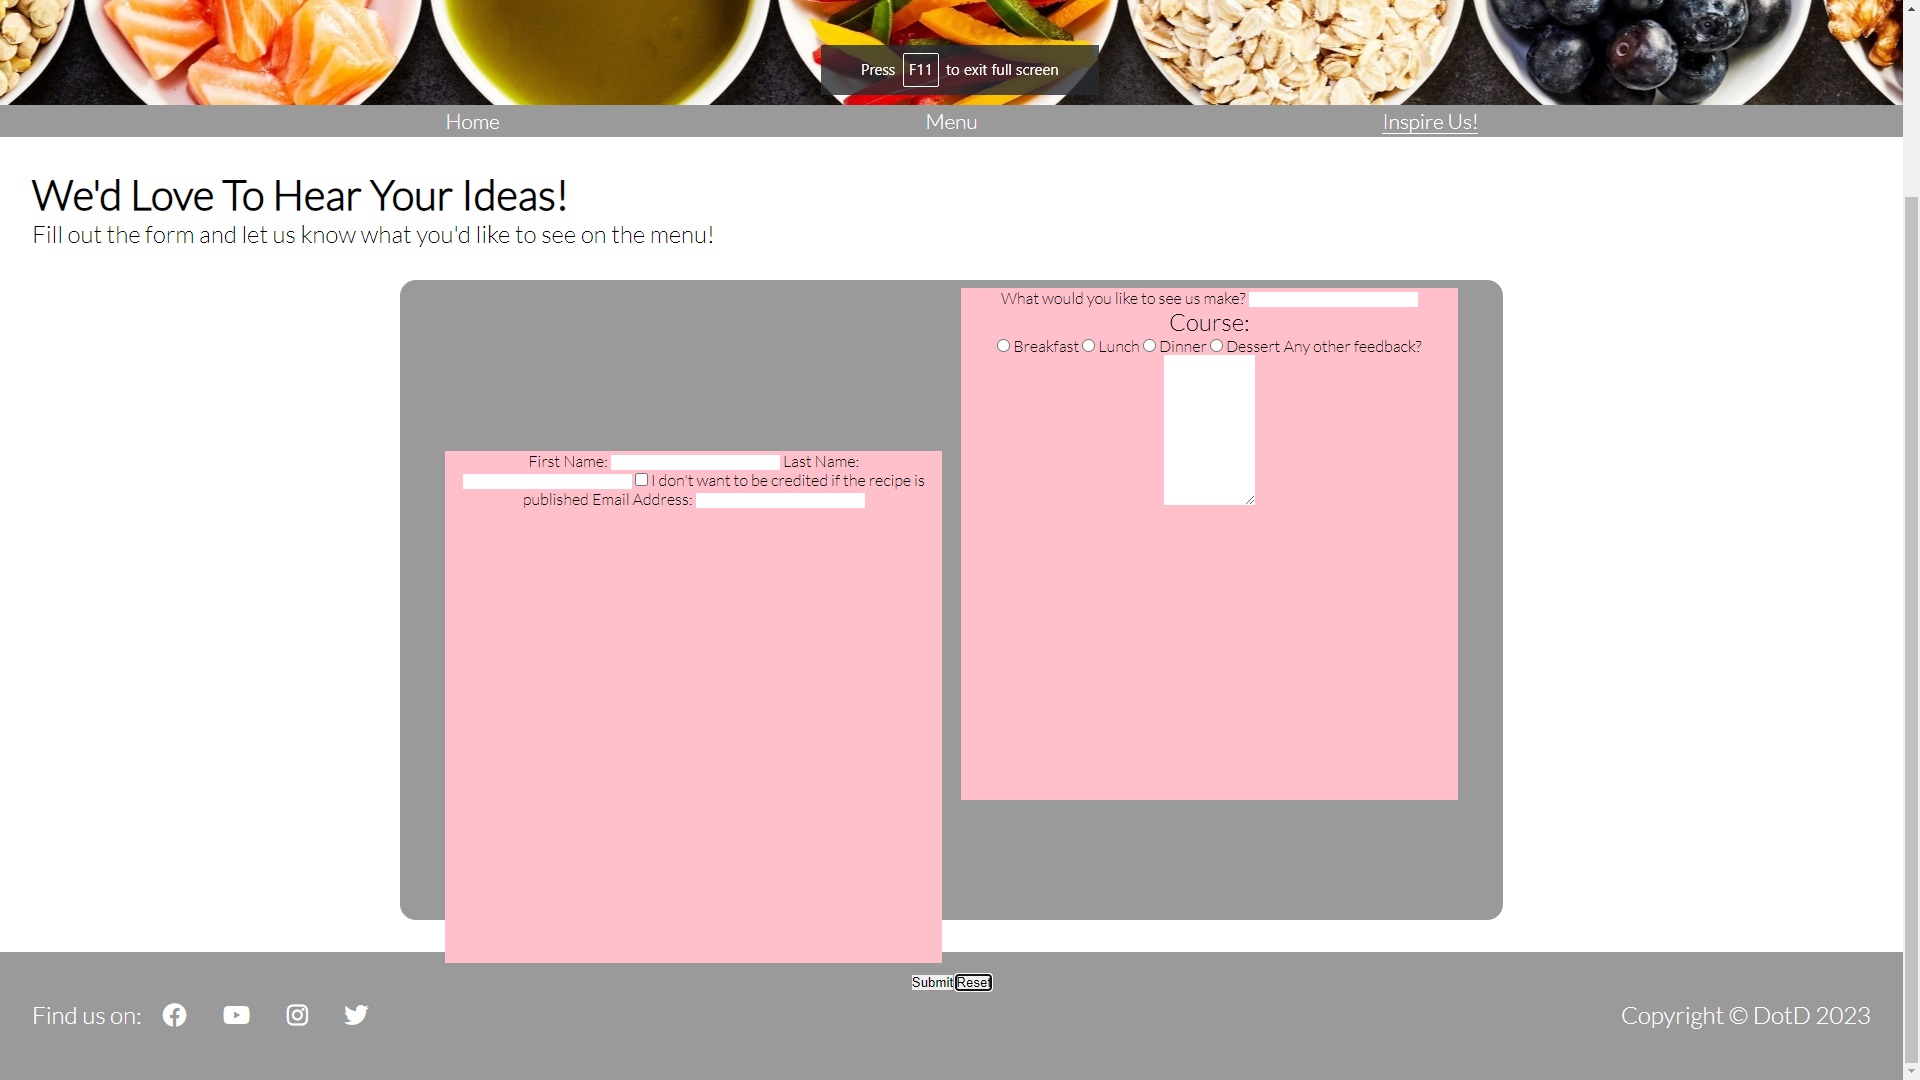 Press F11 to exit full screen
Home Menu Inspire Us!
We'd Love To Hear Your Ideas!
Fill out the form and let us know what you'd like to see on the menu!
What would you like to see us make?
Course:
Breakfast Lunch Dinner Dessert Any other feedback?
First Name: Last Name:
I don't want to be credited if the recipe is
published Email Address:
Submit Reset
Find us on:
Copyright © DotD 2023